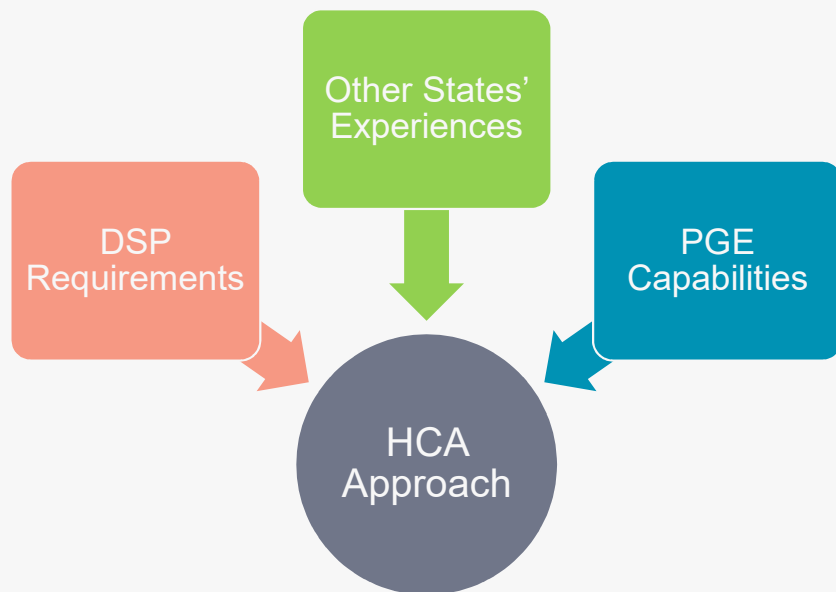 Other States’
Experiences
DSP
Requirements
PGE
Capabilities
HCA
Approach